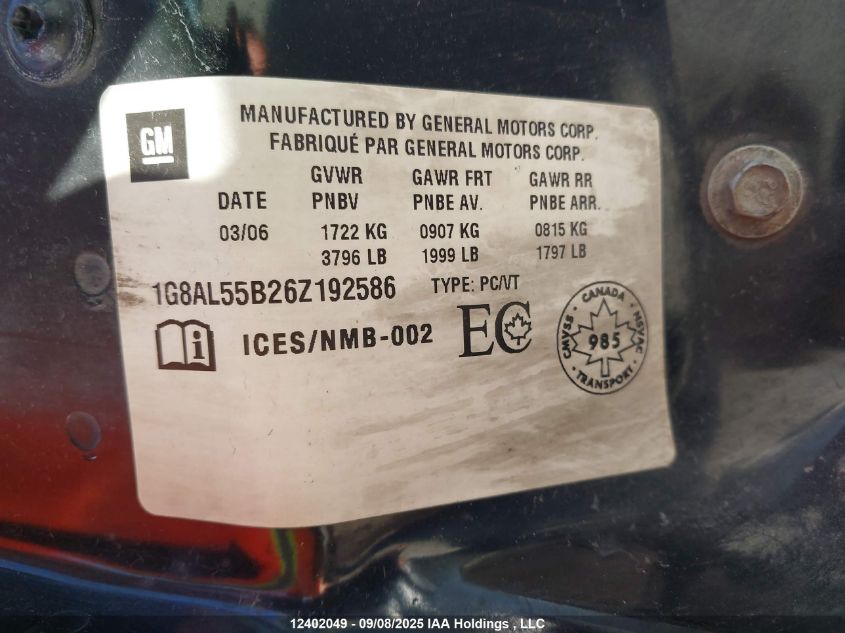 GM
MANUFACTURED BY GENERAL MOTORS CORP.
FABRIQUÉ PAR GENERAL MOTORS CORP.
GVWR GAWR FRT GAWR RR
DATE PNBV PNBE AV. PNBE ARR.
03/06 1722 KG 0907 KG 0815 KG
3796 LB 1999 LB 1797 LB
1G8AL55B26Z192586 TYPE: PC/VT
i ICES/NMB-002 EC
CANADA
CMVSS 985 NSVAC
TRANSPORT
12402049 - 09/08/2025 IAA Holdings , LLC